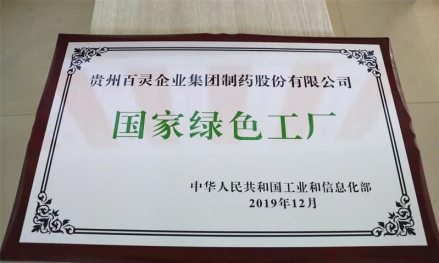 贵州百灵企业集团制药股份有限公司
国家绿色工厂
中华人民共和国工业和信息化部
2019年12月